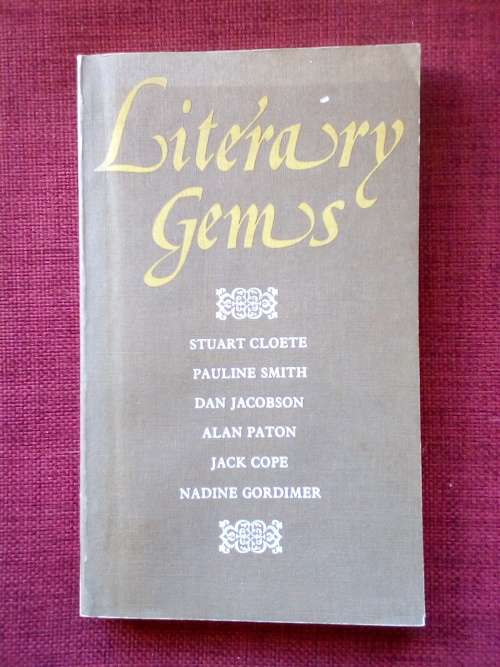 Literary
Gems
STUART CLOETE
PAULINE SMITH
DAN JACOBSON
ALAN PATON
JACK COPE
NADINE GORDIMER